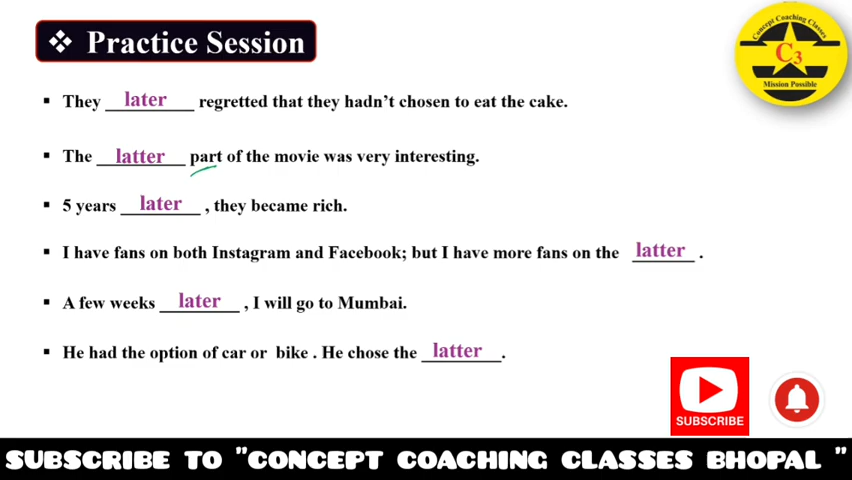 ❖ Practice Session
Concept Coaching Classes
C3
Mission Possible
▪ They later regretted that they hadn’t chosen to eat the cake.
▪ The latter part of the movie was very interesting.
▪ 5 years later , they became rich.
▪ I have fans on both Instagram and Facebook; but I have more fans on the latter .
▪ A few weeks later , I will go to Mumbai.
▪ He had the option of car or bike . He chose the latter .
SUBSCRIBE
SUBSCRIBE TO "CONCEPT COACHING CLASSES BHOPAL "